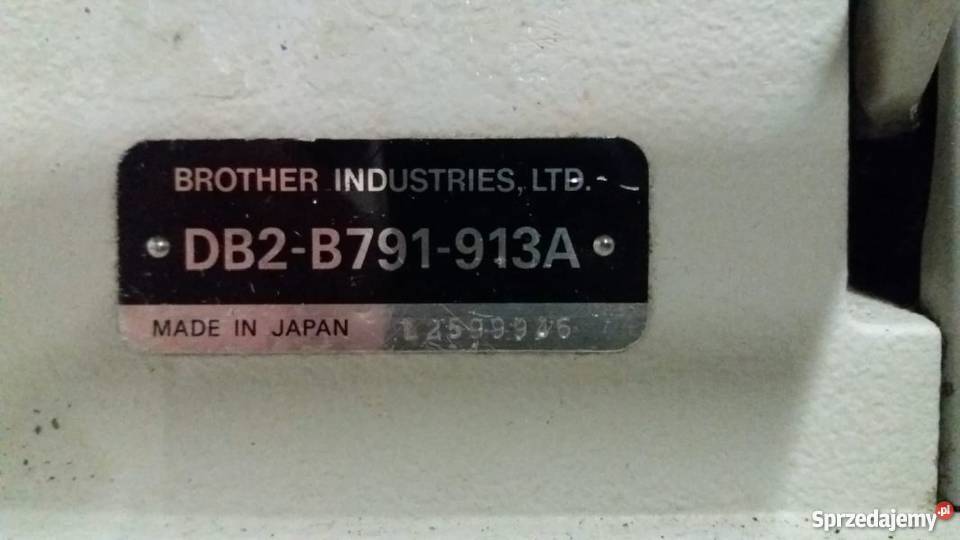 BROTHER INDUSTRIES, LTD.
DB2-B791-913A
MADE IN JAPAN
Sprzedajemy.pl